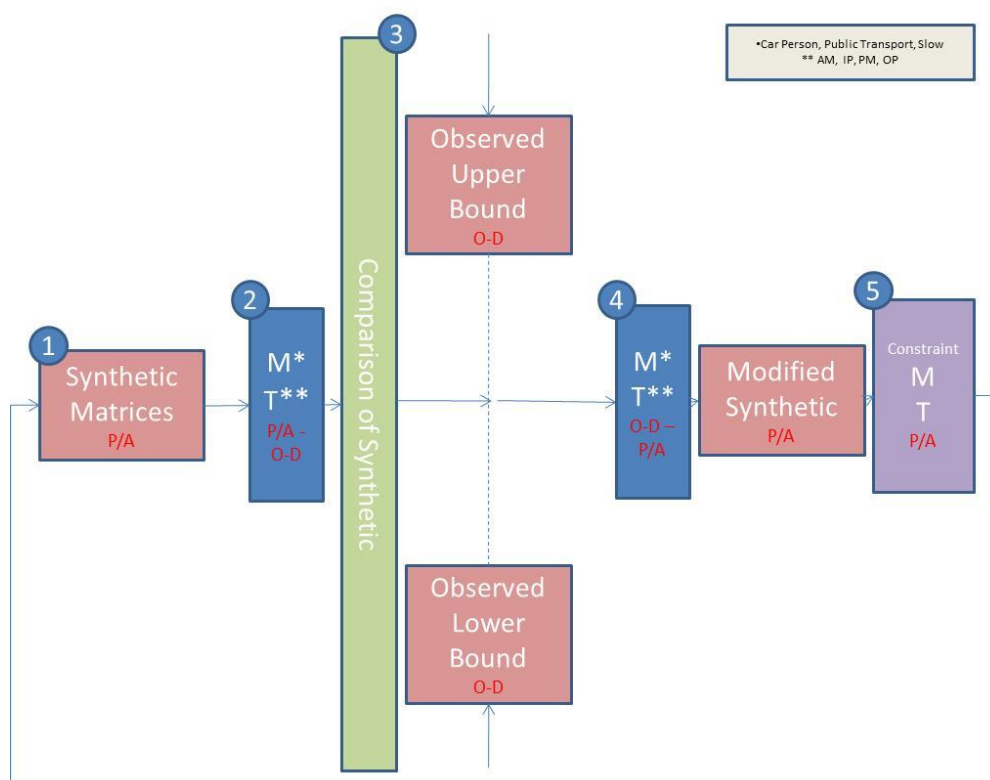 3
•Car Person, Public Transport, Slow
** AM, IP, PM, OP
Observed
Upper
Bound
O-D
Comparison of Synthetic
2
M*
T**
P/A -
O-D
4
M*
T**
O-D –
P/A
5
Constraint
M
T
P/A
1
Synthetic
Matrices
P/A
Modified
Synthetic
P/A
Observed
Lower
Bound
O-D